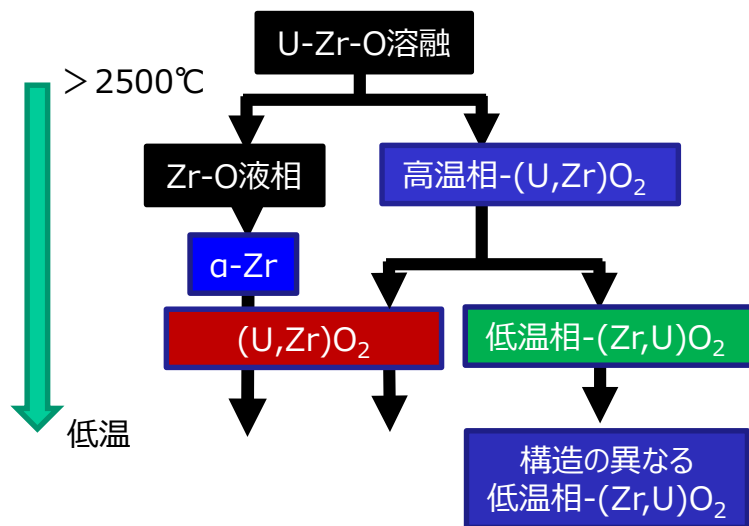 U-Zr-O溶融
＞2500℃
Zr-O液相
高温相-(U,Zr)O₂
α-Zr
(U,Zr)O₂
低温相-(Zr,U)O₂
低温
構造の異なる
低温相-(Zr,U)O₂